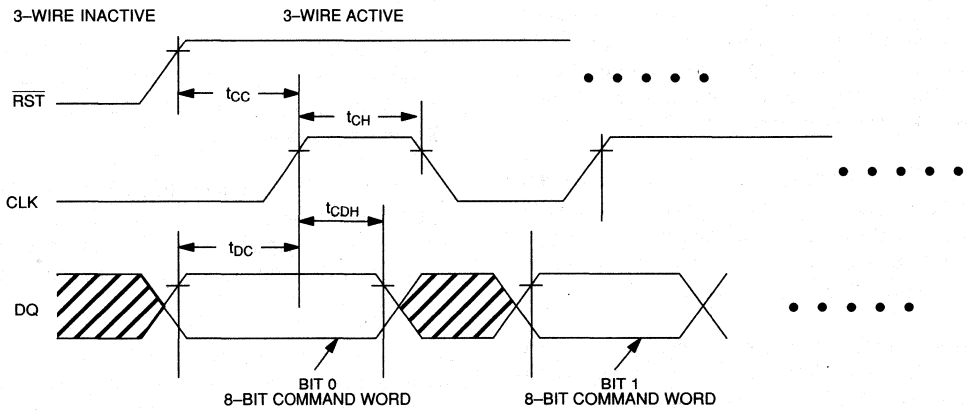 3–WIRE INACTIVE
3–WIRE ACTIVE
RST
tCC
tCH
CLK
tCDH
tDC
DQ
BIT 0
8–BIT COMMAND WORD
BIT 1
8–BIT COMMAND WORD